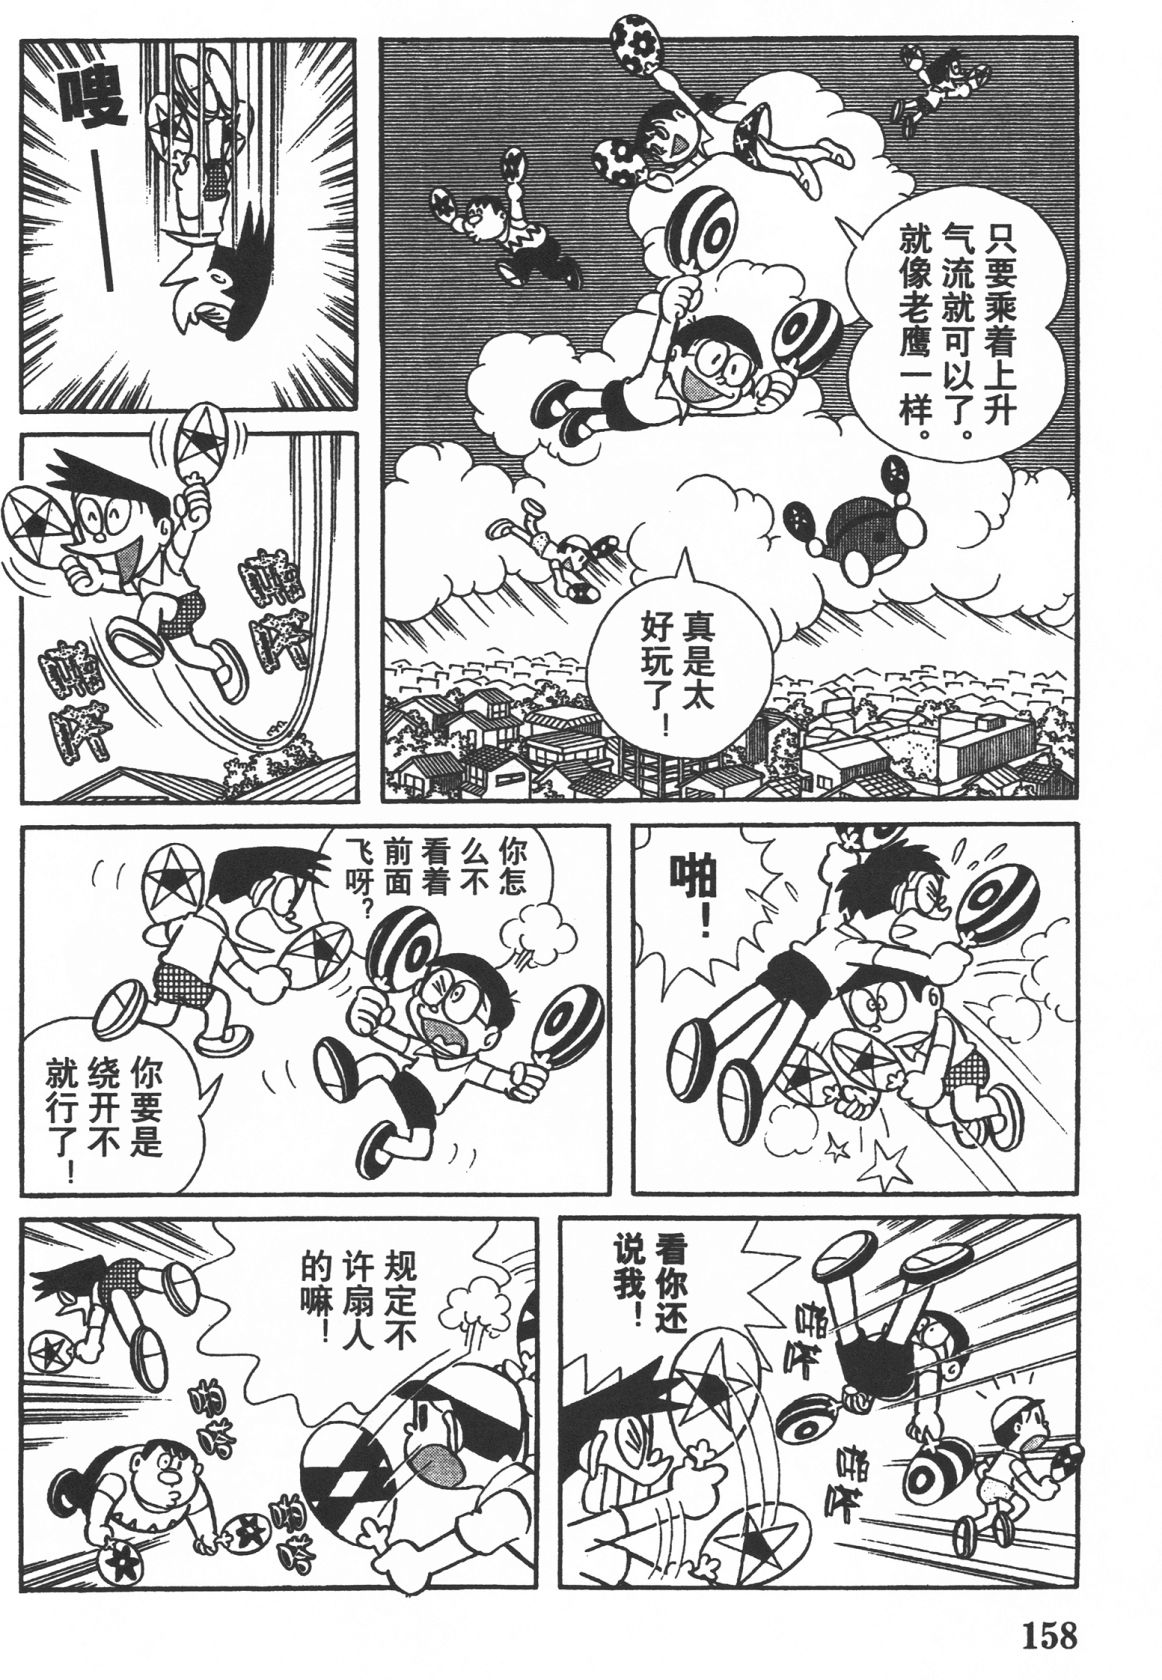 只要乘着上升
气流就可以了。
就像老鹰一样。
真是太
好玩了！
嗖——
啪！
你怎
么不
看着
前面
飞呀？
你要是
绕开不
就行了！
看你还
说我！
规定不
许扇人
的嘛！
158